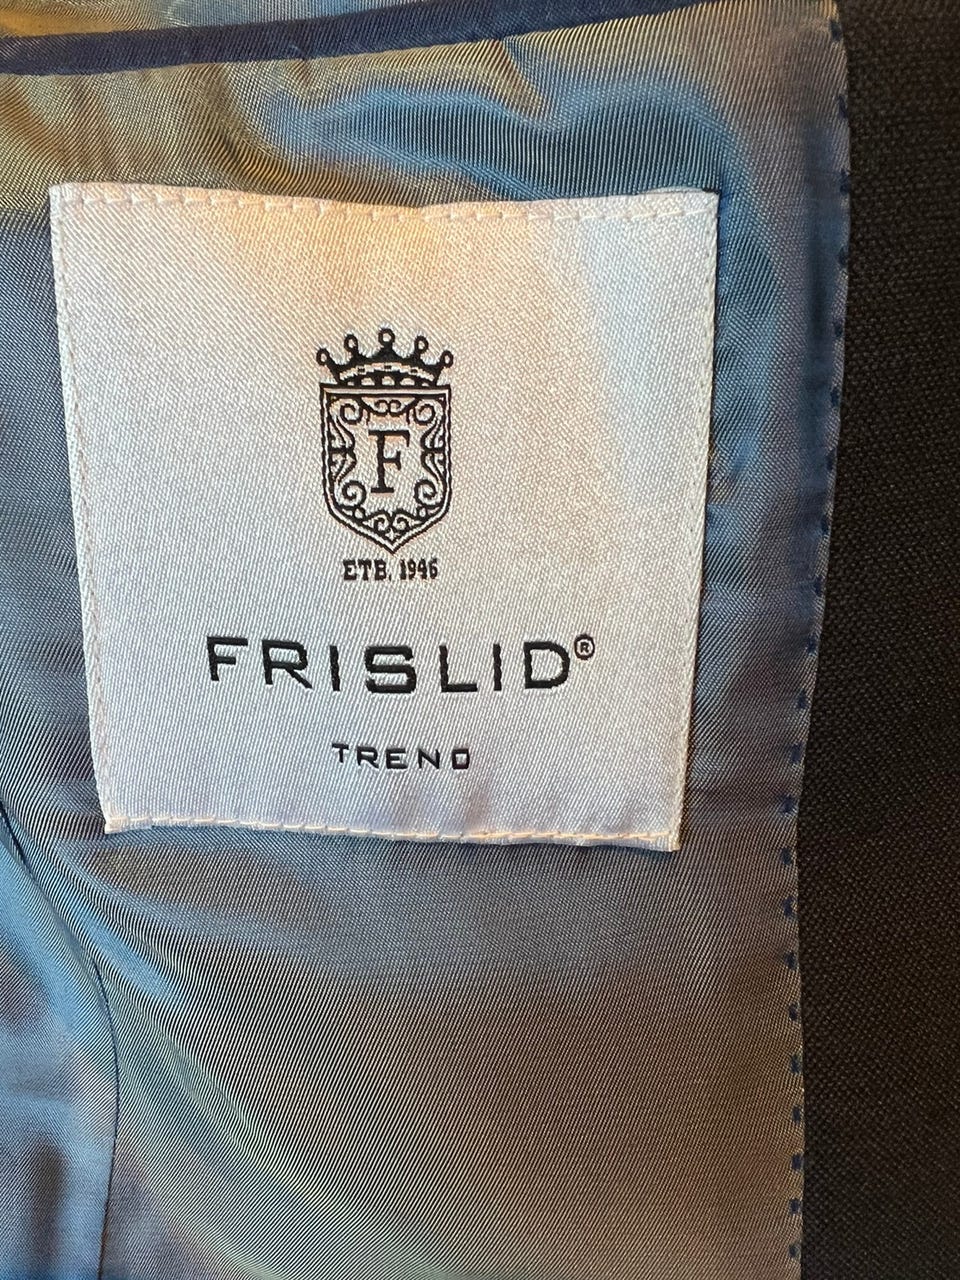 F
ETB. 1946
FRISLID®
TREND